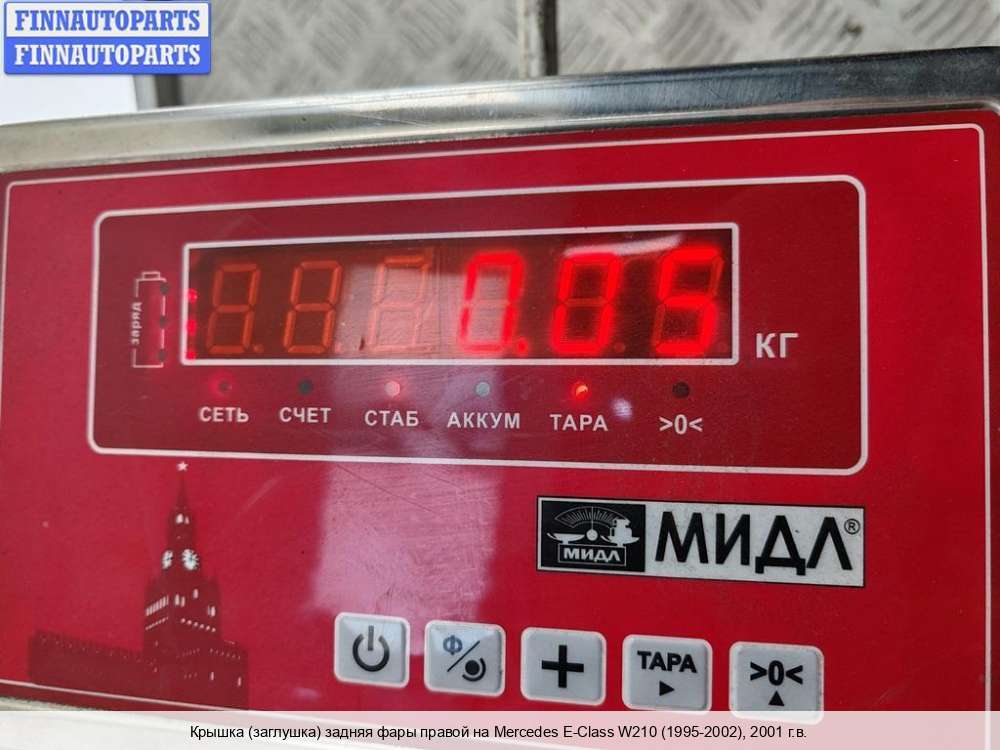 FINNAUTOPARTS
FINNAUTOPARTS
заряд
0.05
КГ
СЕТЬ СЧЕТ СТАБ АККУМ ТАРА >0<
МИДЛ
МИДЛ®
Ф
+
ТАРА
>0<
Крышка (заглушка) задняя фары правой на Mercedes E-Class W210 (1995-2002), 2001 г.в.